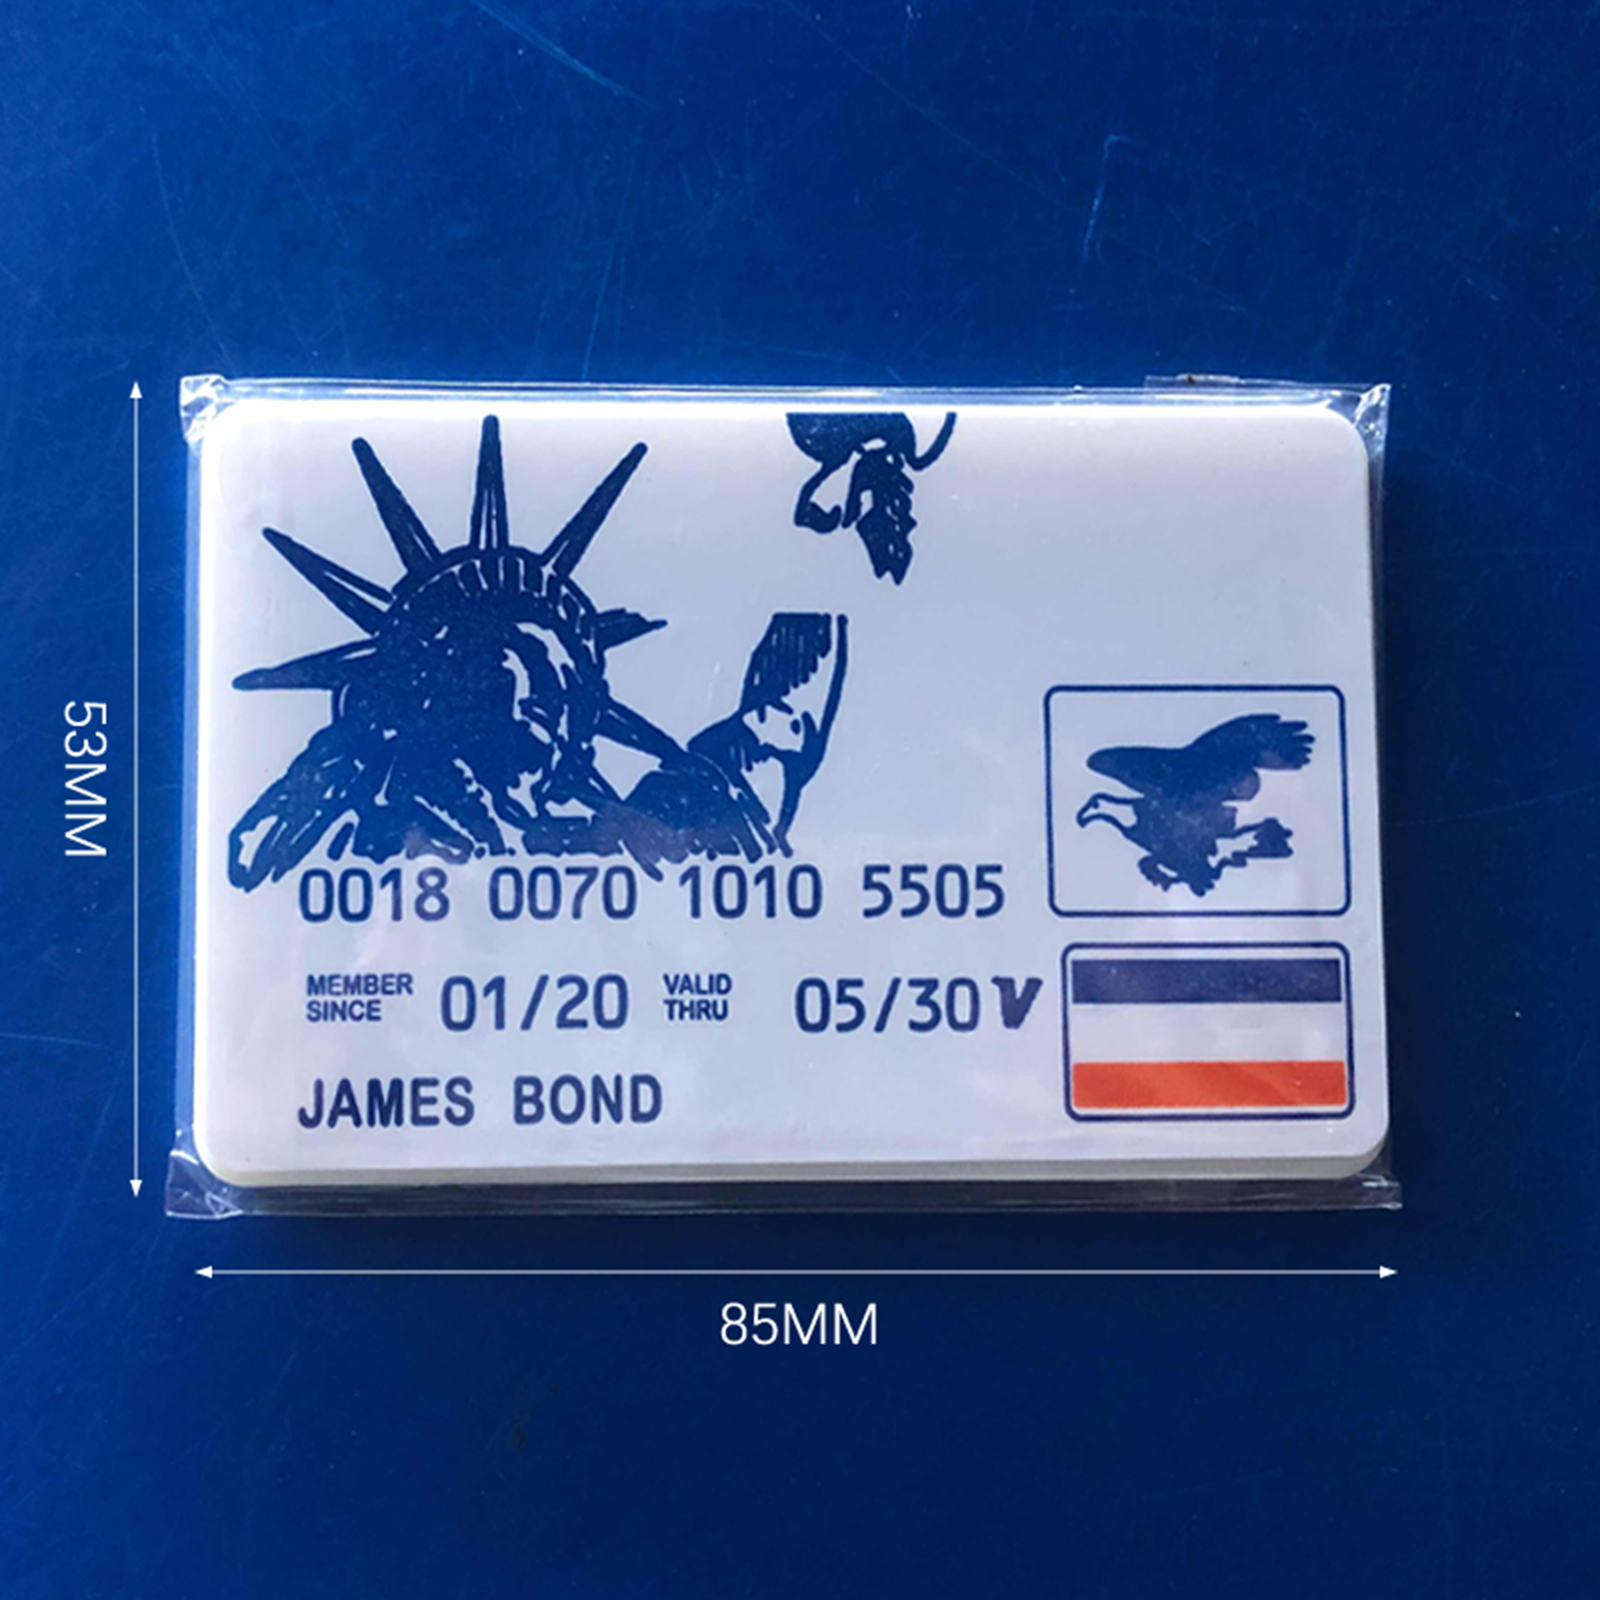 53MM
0018 0070 1010 5505
MEMBER SINCE 01/20 VALID THRU 05/30 V
JAMES BOND
85MM